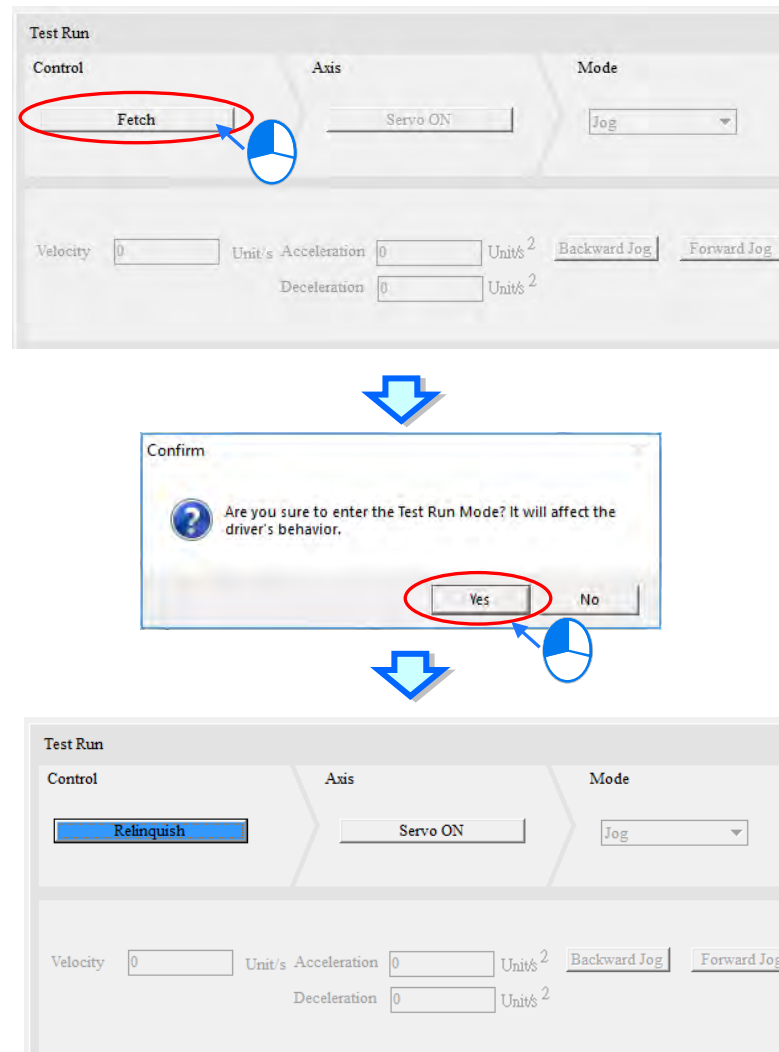 Test Run
Control Axis Mode
Fetch Servo ON Jog
Velocity 0 Unit/s Acceleration 0 Unit/s 2 Backward Jog Forward Jog
Deceleration 0 Unit/s 2
Confirm
Are you sure to enter the Test Run Mode? It will affect the
driver's behavior.
Yes No
Test Run
Control Axis Mode
Relinquish Servo ON Jog
Velocity 0 Unit/s Acceleration 0 Unit/s 2 Backward Jog Forward Jog
Deceleration 0 Unit/s 2